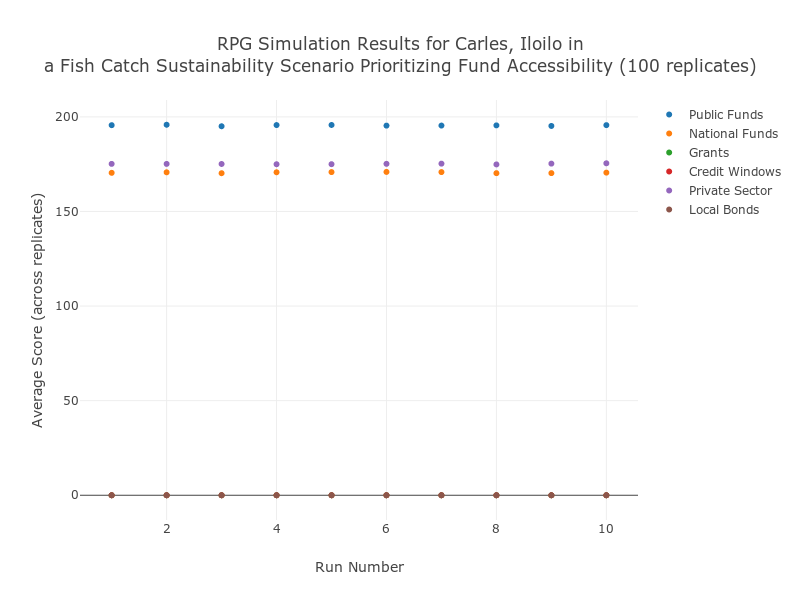 RPG Simulation Results for Carles, Iloilo in
a Fish Catch Sustainability Scenario Prioritizing Fund Accessibility (100 replicates)
Average Score (across replicates)
200
150
100
50
0
2 4 6 8 10
Run Number
Public Funds
National Funds
Grants
Credit Windows
Private Sector
Local Bonds